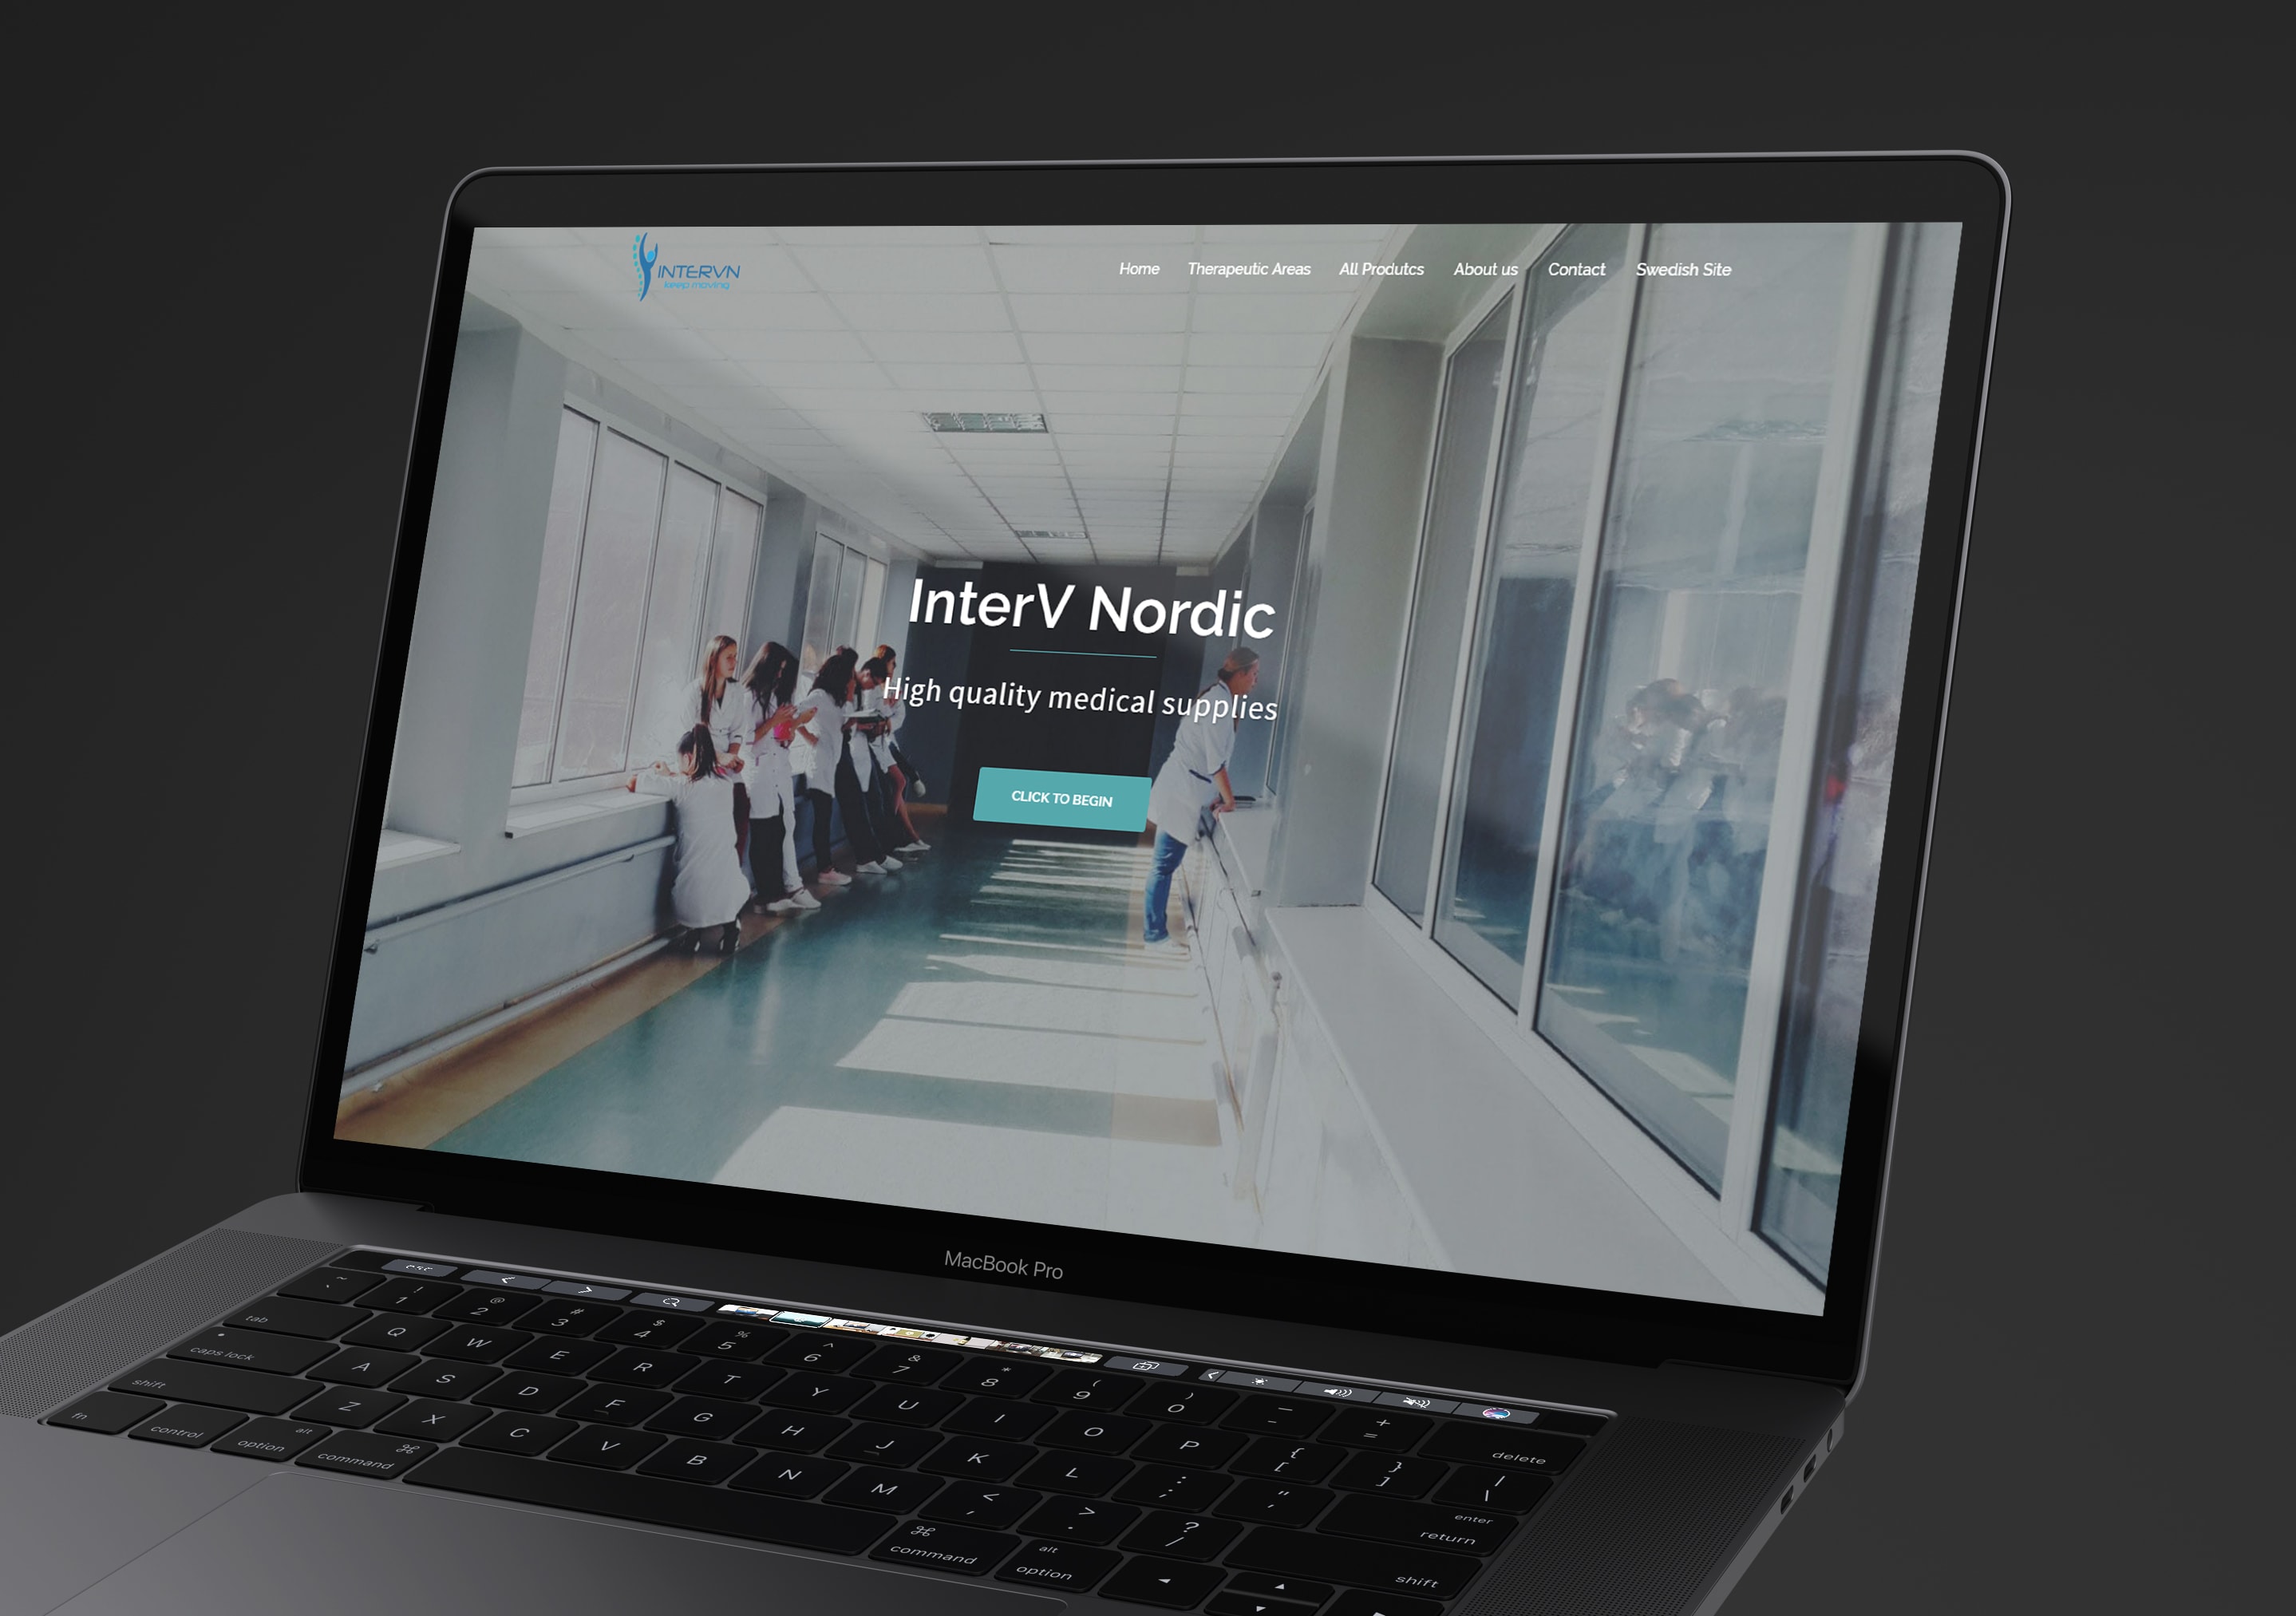 INTERVN
keep moving
Home Therapeutic Areas All Produtcs About us Contact Swedish Site
InterV Nordic
High quality medical supplies
CLICK TO BEGIN
MacBook Pro
esc
~ ! @ # $ % ^ & * ( ) — +
` 1 2 3 4 5 6 7 8 9 0 - =
delete
tab Q W E R T Y U I O P { [ } ] | \
caps lock A S D F G H J K L : ; " ' enter return
shift Z X C V B N M < , > . ? / shift
fn control alt option ⌘ command ⌘ command alt option